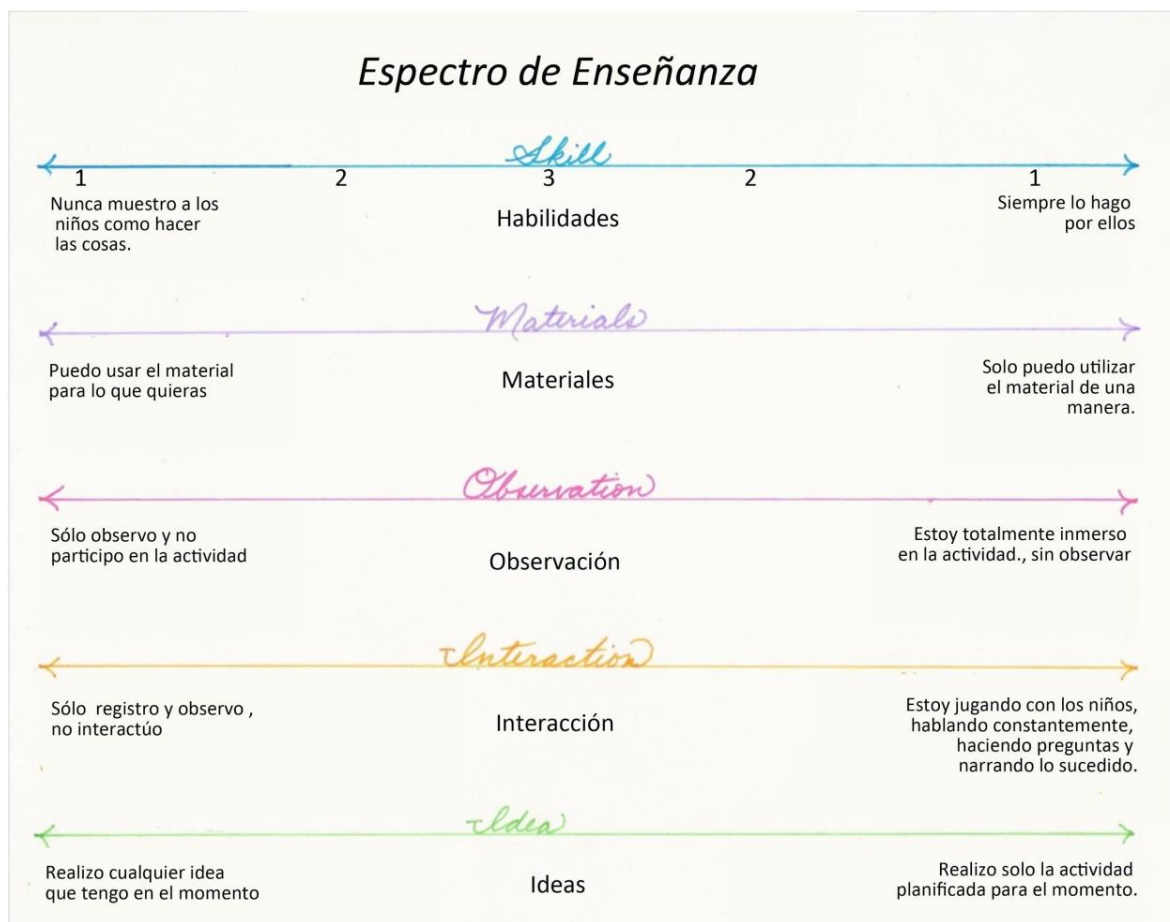 Espectro de Enseñanza
Skill
1 2 3 2 1
Nunca muestro a los
niños como hacer
las cosas.
Habilidades
Siempre lo hago
por ellos
Materials
Puedo usar el material
para lo que quieras
Materiales
Solo puedo utilizar
el material de una
manera.
Observation
Sólo observo y no
participo en la actividad
Observación
Estoy totalmente inmerso
en la actividad., sin observar
Interaction
Sólo registro y observo ,
no interactúo
Interacción
Estoy jugando con los niños,
hablando constantemente,
haciendo preguntas y
narrando lo sucedido.
Idea
Realizo cualquier idea
que tengo en el momento
Ideas
Realizo solo la actividad
planificada para el momento.